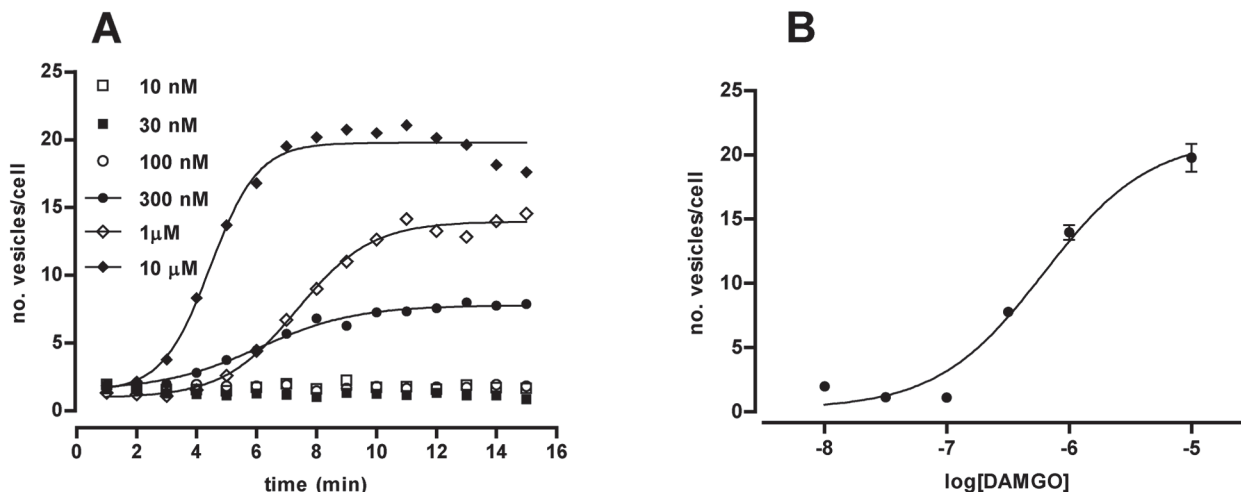 A
no. vesicles/cell
25
20
15
10
5
0
10 nM
30 nM
100 nM
300 nM
1μM
10 μM
0 2 4 6 8 10 12 14 16
time (min)
B
no. vesicles/cell
25
20
15
10
5
0
-8 -7 -6 -5
log[DAMGO]